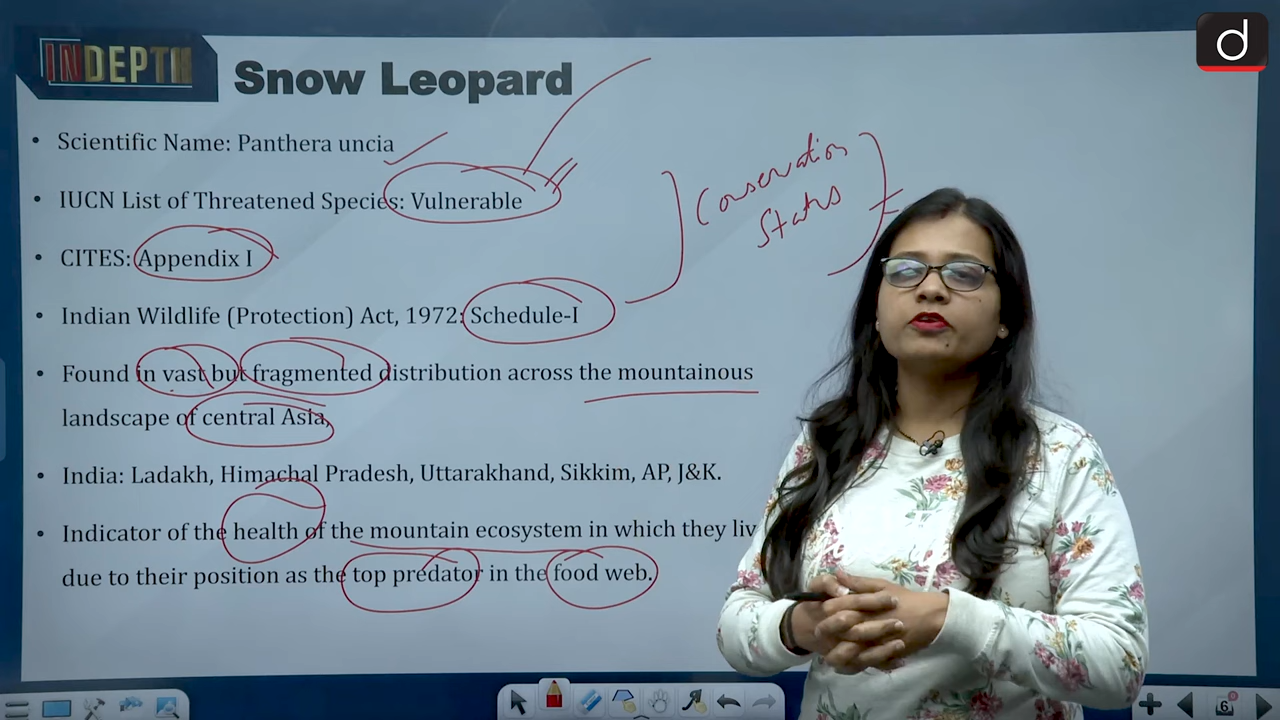 INDEPTH
Snow Leopard
d
• Scientific Name: Panthera uncia
• IUCN List of Threatened Species: Vulnerable
• CITES: Appendix I
• Indian Wildlife (Protection) Act, 1972: Schedule-I
Conservation
Status
• Found in vast but fragmented distribution across the mountainous
landscape of central Asia,
• India: Ladakh, Himachal Pradesh, Uttarakhand, Sikkim, AP, J&K.
• Indicator of the health of the mountain ecosystem in which they liv
due to their position as the top predator in the food web.
6